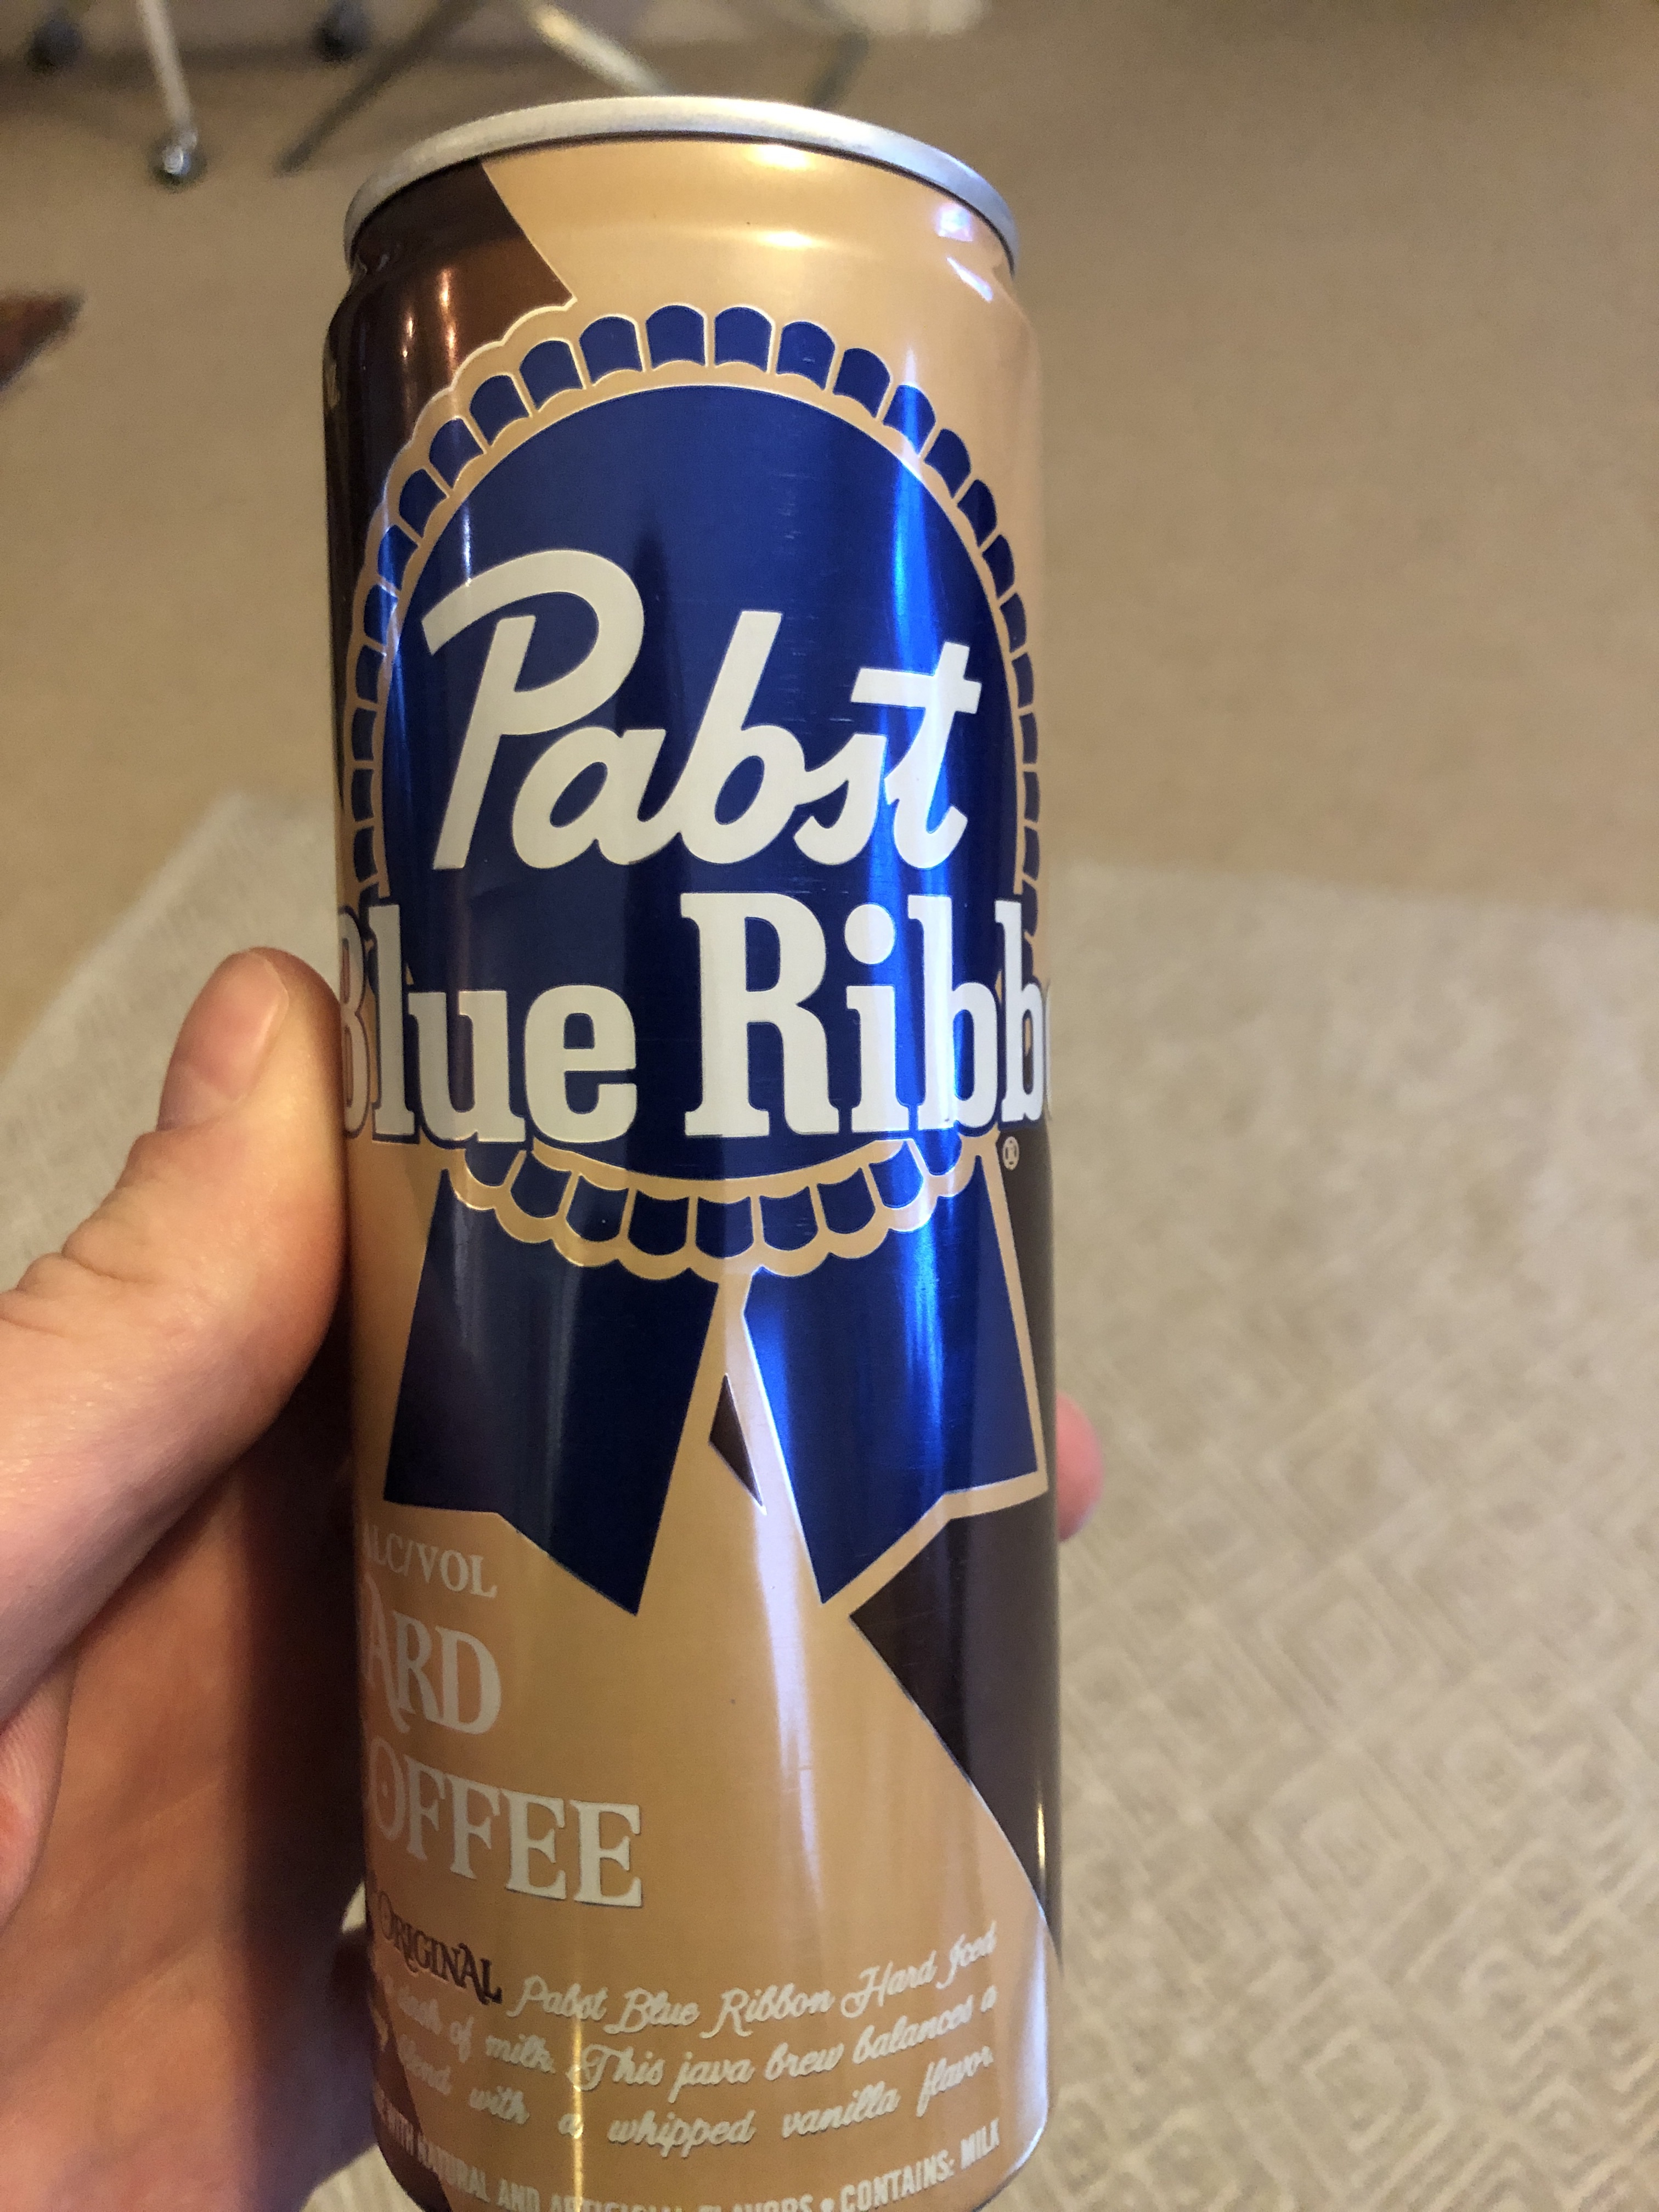 Pabst
Blue Ribb
®
ALC/VOL
ARD
OFFEE
ORIGINAL Pabst Blue Ribbon Hard Iced
dash of milk. This java brew balances a
blend with a whipped vanilla flavor.
WITH NATURAL AND ARTIFICIAL FLAVORS • CONTAINS: MILK